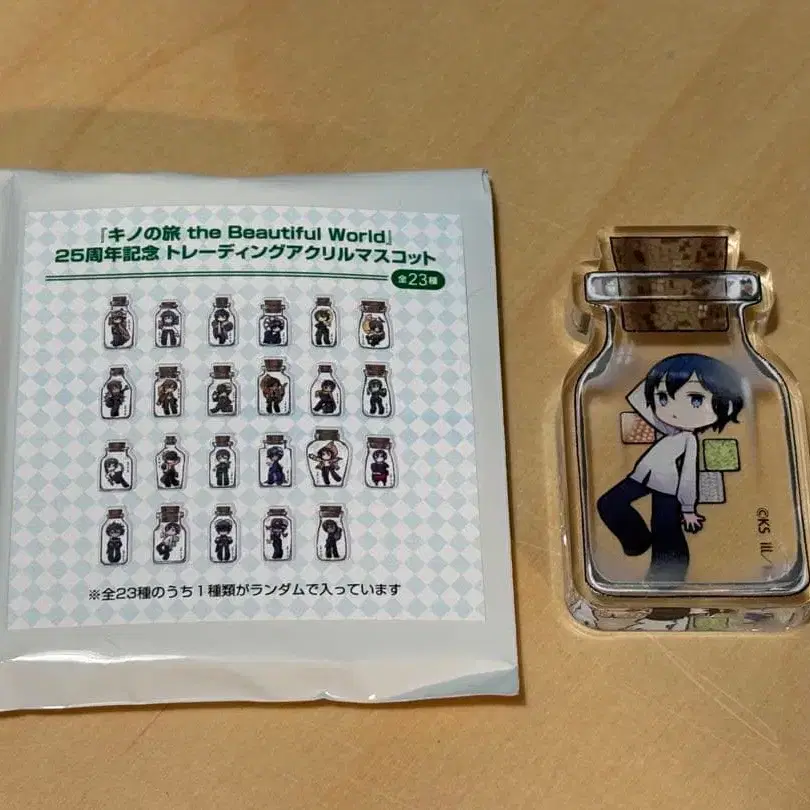 『キノの旅 the Beautiful World』
25周年記念 トレーディングアクリルマスコット
全23種
※全23種のうち1種類がランダムで入っています
©KS ill/